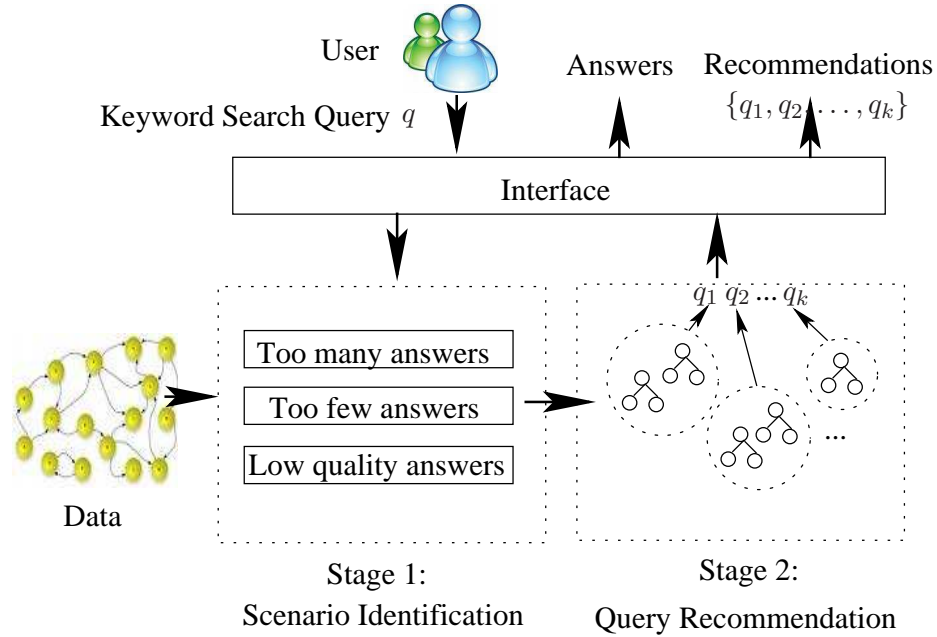 User
Answers
Recommendations
Keyword Search Query q
{q1, q2, . . . , qk}
Interface
q1 q2 ... qk
Too many answers
Too few answers
Low quality answers
...
Data
Stage 1:
Scenario Identification
Stage 2:
Query Recommendation